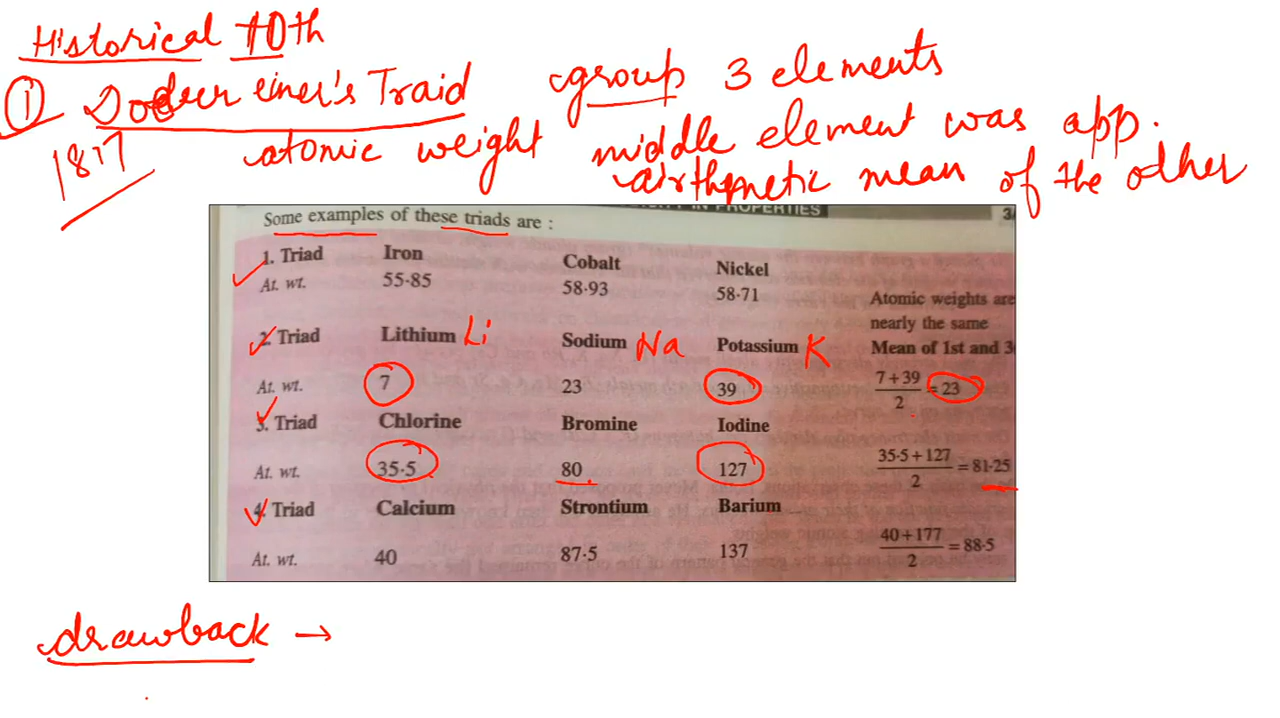 Historical 10th
① Doebereiner's Traid group 3 elements
1817 atomic weight middle element was app.
airthmetic mean of the other
IN PROPERTIES 3
Some examples of these triads are :
1. Triad Iron Cobalt Nickel
At. wt. 55·85 58·93 58·71 Atomic weights are
nearly the same
2. Triad Lithium Li Sodium Na Potassium K Mean of 1st and 3
At. wt. 7 23 39 7 + 39 / 2 = 23
3. Triad Chlorine Bromine Iodine
At. wt. 35·5 80 127 35·5 + 127 / 2 = 81·25
4. Triad Calcium Strontium Barium
At. wt. 40 87·5 137 40 + 177 / 2 = 88·5
drawback →